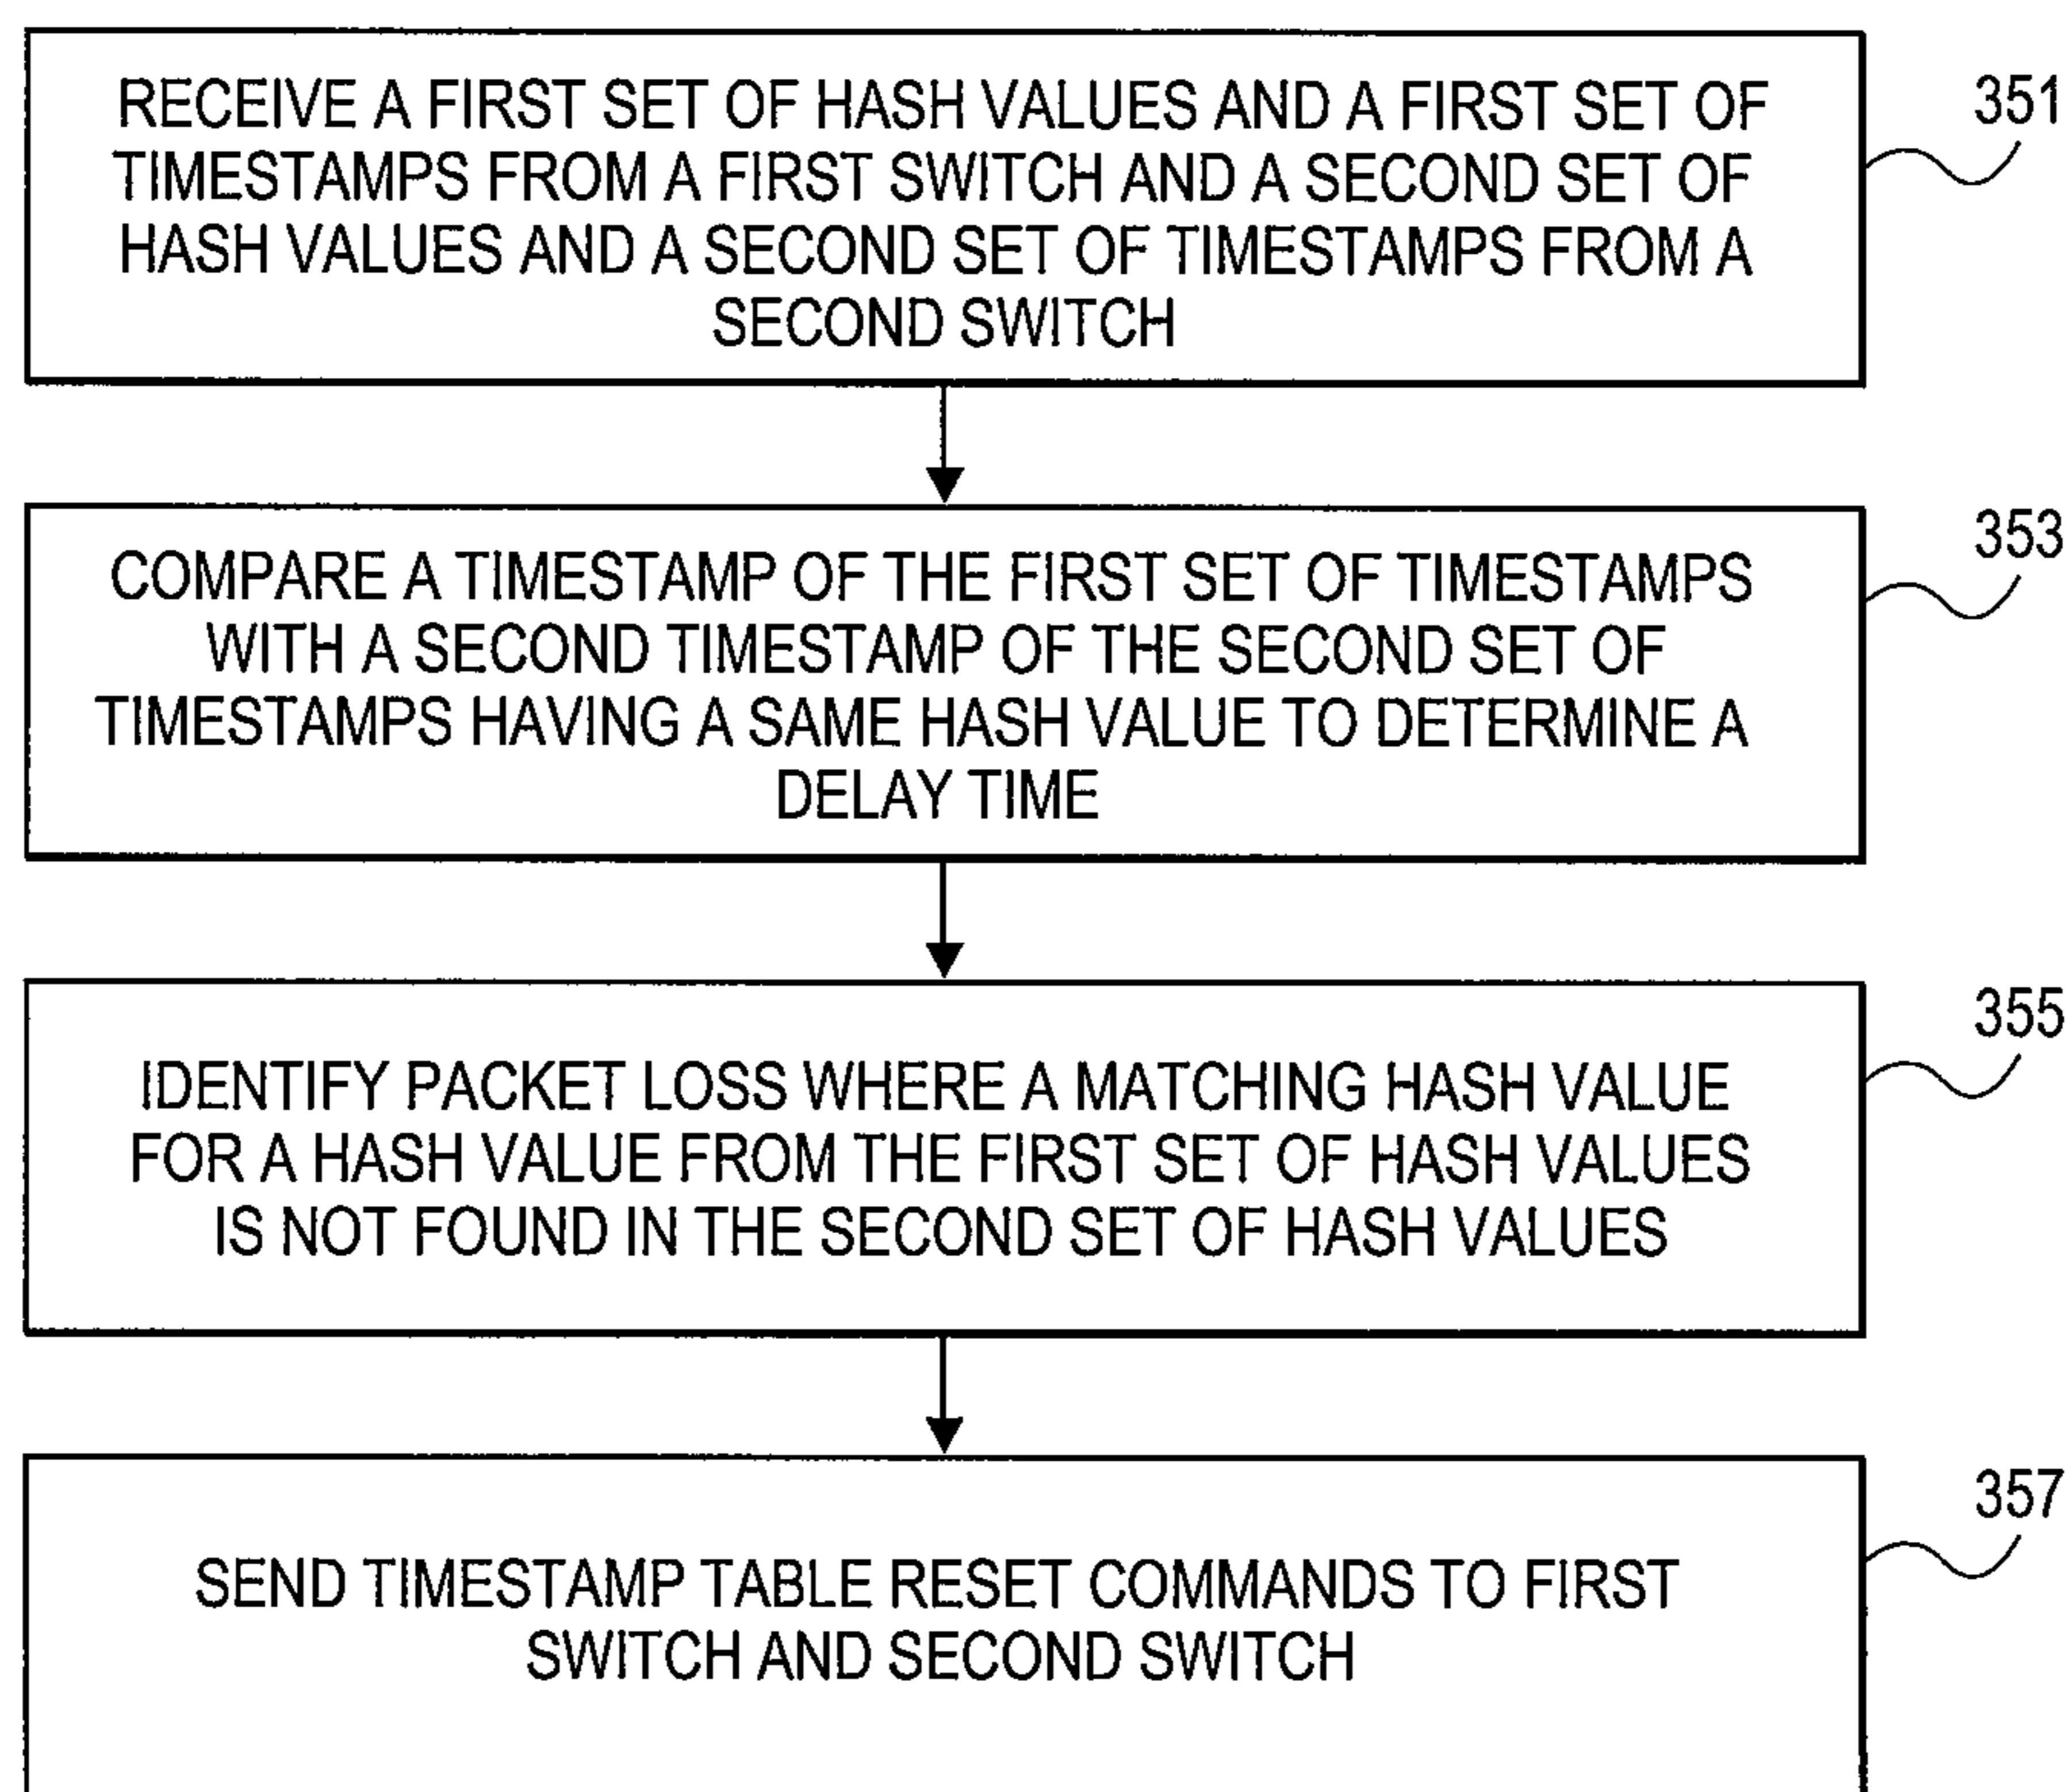 RECEIVE A FIRST SET OF HASH VALUES AND A FIRST SET OF
TIMESTAMPS FROM A FIRST SWITCH AND A SECOND SET OF
HASH VALUES AND A SECOND SET OF TIMESTAMPS FROM A
SECOND SWITCH
351
COMPARE A TIMESTAMP OF THE FIRST SET OF TIMESTAMPS
WITH A SECOND TIMESTAMP OF THE SECOND SET OF
TIMESTAMPS HAVING A SAME HASH VALUE TO DETERMINE A
DELAY TIME
353
IDENTIFY PACKET LOSS WHERE A MATCHING HASH VALUE
FOR A HASH VALUE FROM THE FIRST SET OF HASH VALUES
IS NOT FOUND IN THE SECOND SET OF HASH VALUES
355
SEND TIMESTAMP TABLE RESET COMMANDS TO FIRST
SWITCH AND SECOND SWITCH
357